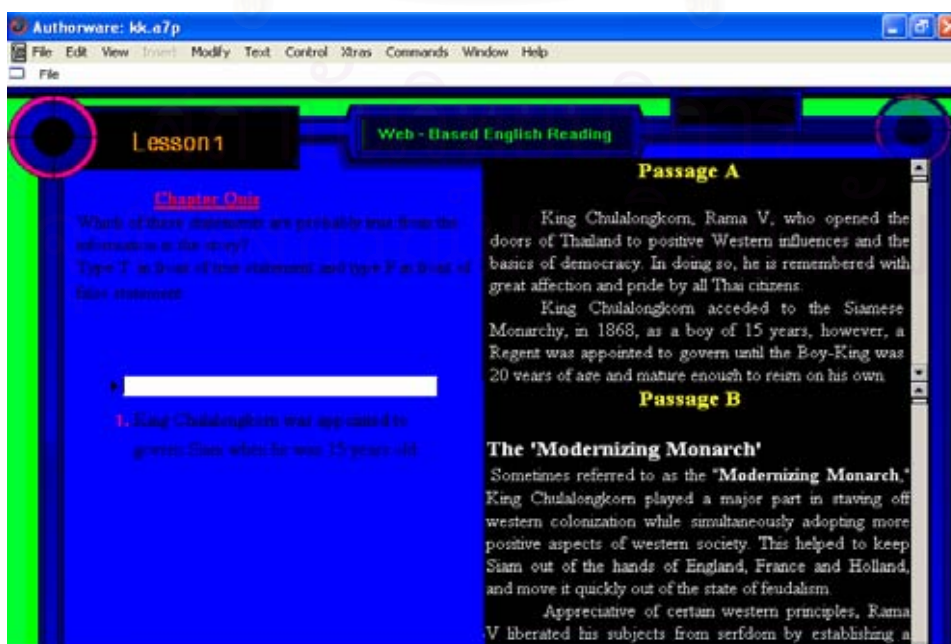 Authorware: kk.a7p
File Edit View Insert Modify Text Control Xtras Commands Window Help
File
Lesson 1
Web - Based English Reading
Chapter Quiz
Which of these statements are probably true from the
information in the story?
Type T in front of true statement and type F in front of
false statement
1. King Chulalongkorn was appointed to
govern Siam when he was 15 years old.
Passage A
King Chulalongkorn, Rama V, who opened the
doors of Thailand to positive Western influences and the
basics of democracy. In doing so, he is remembered with
great affection and pride by all Thai citizens.
King Chulalongkorn acceded to the Siamese
Monarchy, in 1868, as a boy of 15 years, however, a
Regent was appointed to govern until the Boy-King was
20 years of age and mature enough to reign on his own.
Passage B
The 'Modernizing Monarch'
Sometimes referred to as the "Modernizing Monarch,"
King Chulalongkorn played a major part in staving off
western colonization while simultaneously adopting more
positive aspects of western society. This helped to keep
Siam out of the hands of England, France and Holland,
and move it quickly out of the state of feudalism.
Appreciative of certain western principles, Rama
V liberated his subjects from serfdom by establishing a